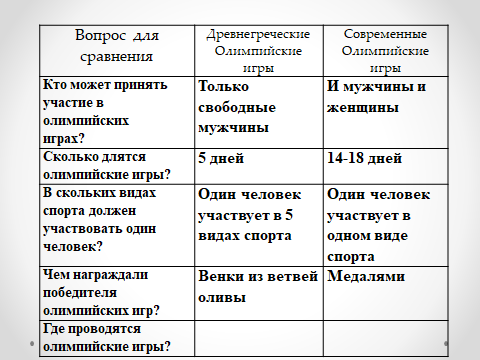 Вопрос для
сравнения
Древнегреческие
Олимпийские
игры
Современные
Олимпийские
игры
Кто может принять
участие в
олимпийских
играх?
Только
свободные
мужчины
И мужчины и
женщины
Сколько длятся
олимпийские игры?
5 дней
14-18 дней
В скольких видах
спорта должен
участвовать один
человек?
Один человек
участвует в 5
видах спорта
Один человек
участвует в
одном виде
спорта
Чем награждали
победителя
олимпийских игр?
Венки из ветвей
оливы
Медалями
Где проводятся
олимпийские игры?